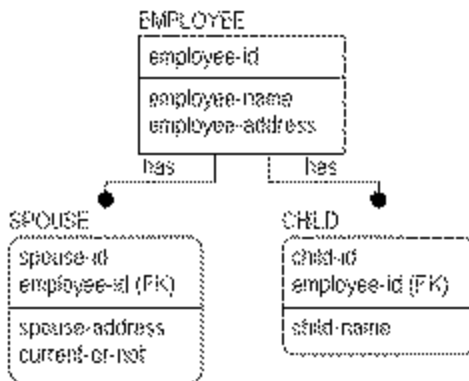 EMPLOYEE
employee-id
employee-name
employee-address
has
has
SPOUSE
spouse-id
employee-id (FK)
spouse-address
current-or-not
CHILD
child-id
employee-id (FK)
child-name